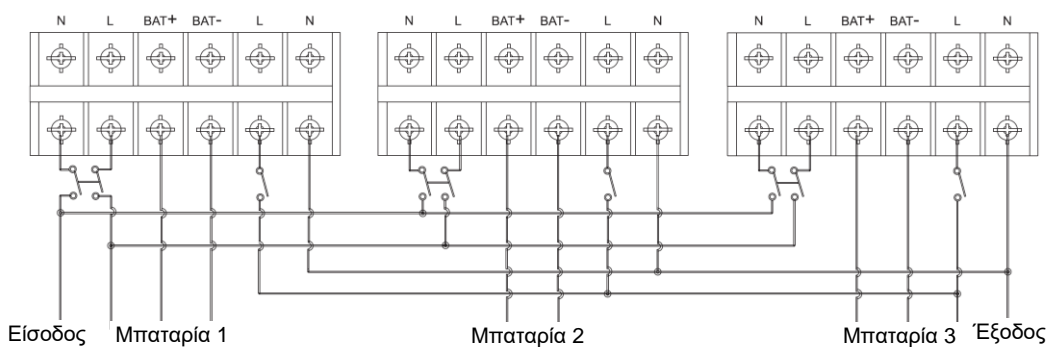 N L BAT+ BAT- L N N L BAT+ BAT- L N N L BAT+ BAT- L N
Είσοδος Μπαταρία 1 Μπαταρία 2 Μπαταρία 3 Έξοδος